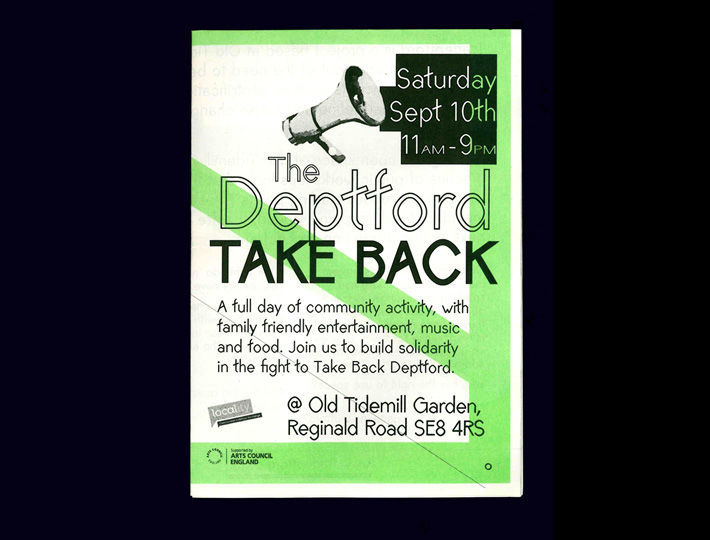 Saturday
Sept 10th
11AM - 9PM
The
Deptford
TAKE BACK
A full day of community activity, with
family friendly entertainment, music
and food. Join us to build solidarity
in the fight to Take Back Deptford.
locality
@ Old Tidemill Garden,
Reginald Road SE8 4RS
Supported by
ARTS COUNCIL
ENGLAND